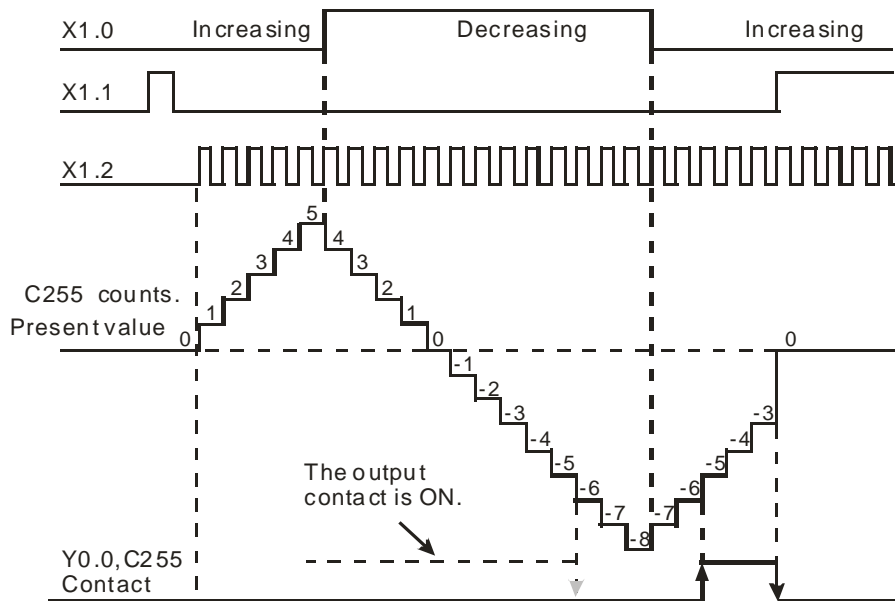 X1.0 Increasing Decreasing Increasing
X1.1
X1.2
5
4 4
3 3
C255 counts. 2 2
1 1
Present value 0 0 0
-1
-2
-3 -3
-4 -4
-5 -5
The output
contact is ON.
-6 -6
-7 -7
-8
Y0.0,C255
Contact